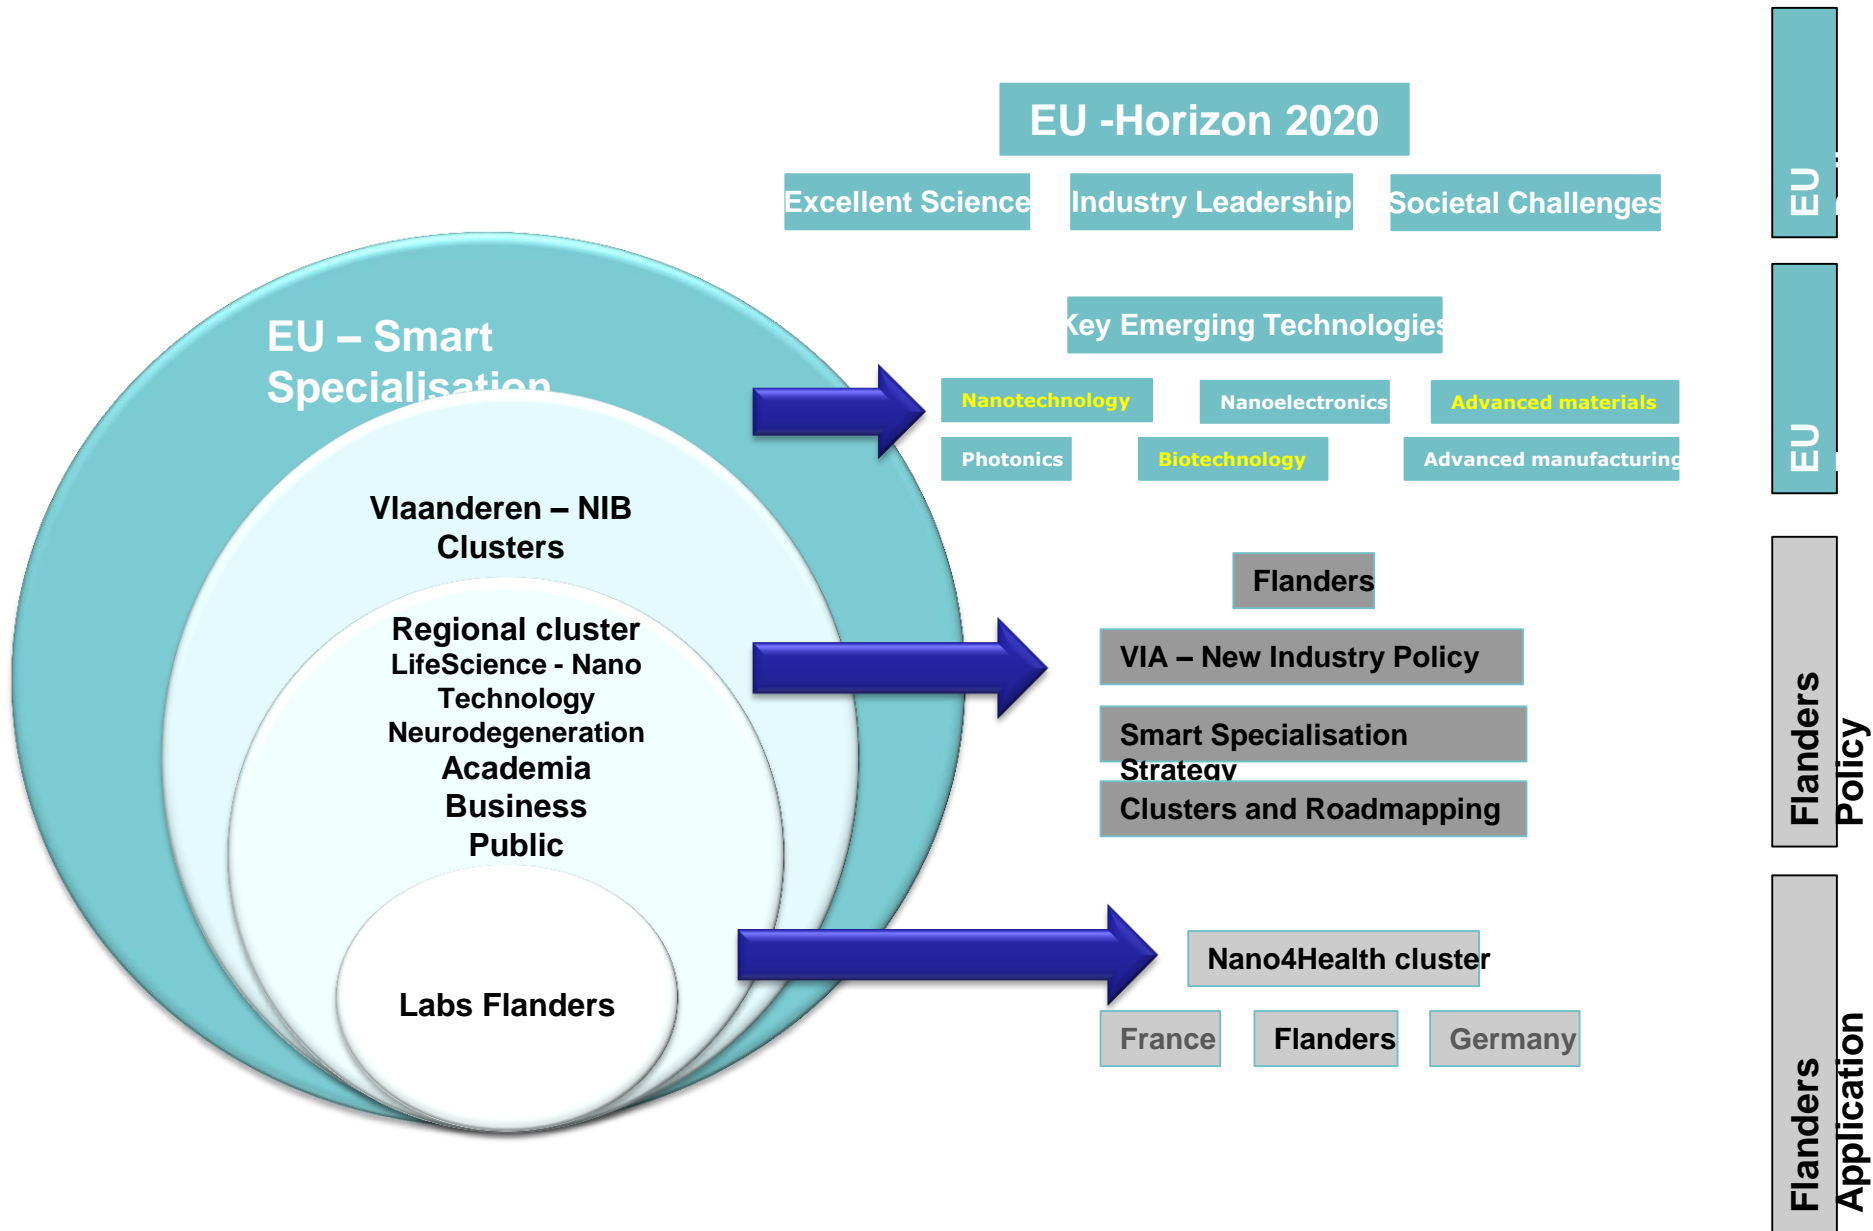 EU -Horizon 2020
Excellent Science
Industry Leadership
Societal Challenges
EU
EU – Smart
Specialisation
Key Emerging Technologies
Nanotechnology
Nanoelectronics
Advanced materials
Photonics
Biotechnology
Advanced manufacturing
EU
Vlaanderen – NIB
Clusters
Regional cluster
LifeScience - Nano
Technology
Neurodegeneration
Academia
Business
Public
Labs Flanders
Flanders
VIA – New Industry Policy
Smart Specialisation
Strategy
Clusters and Roadmapping
Flanders
Policy
Nano4Health cluster
France
Flanders
Germany
Flanders
Application